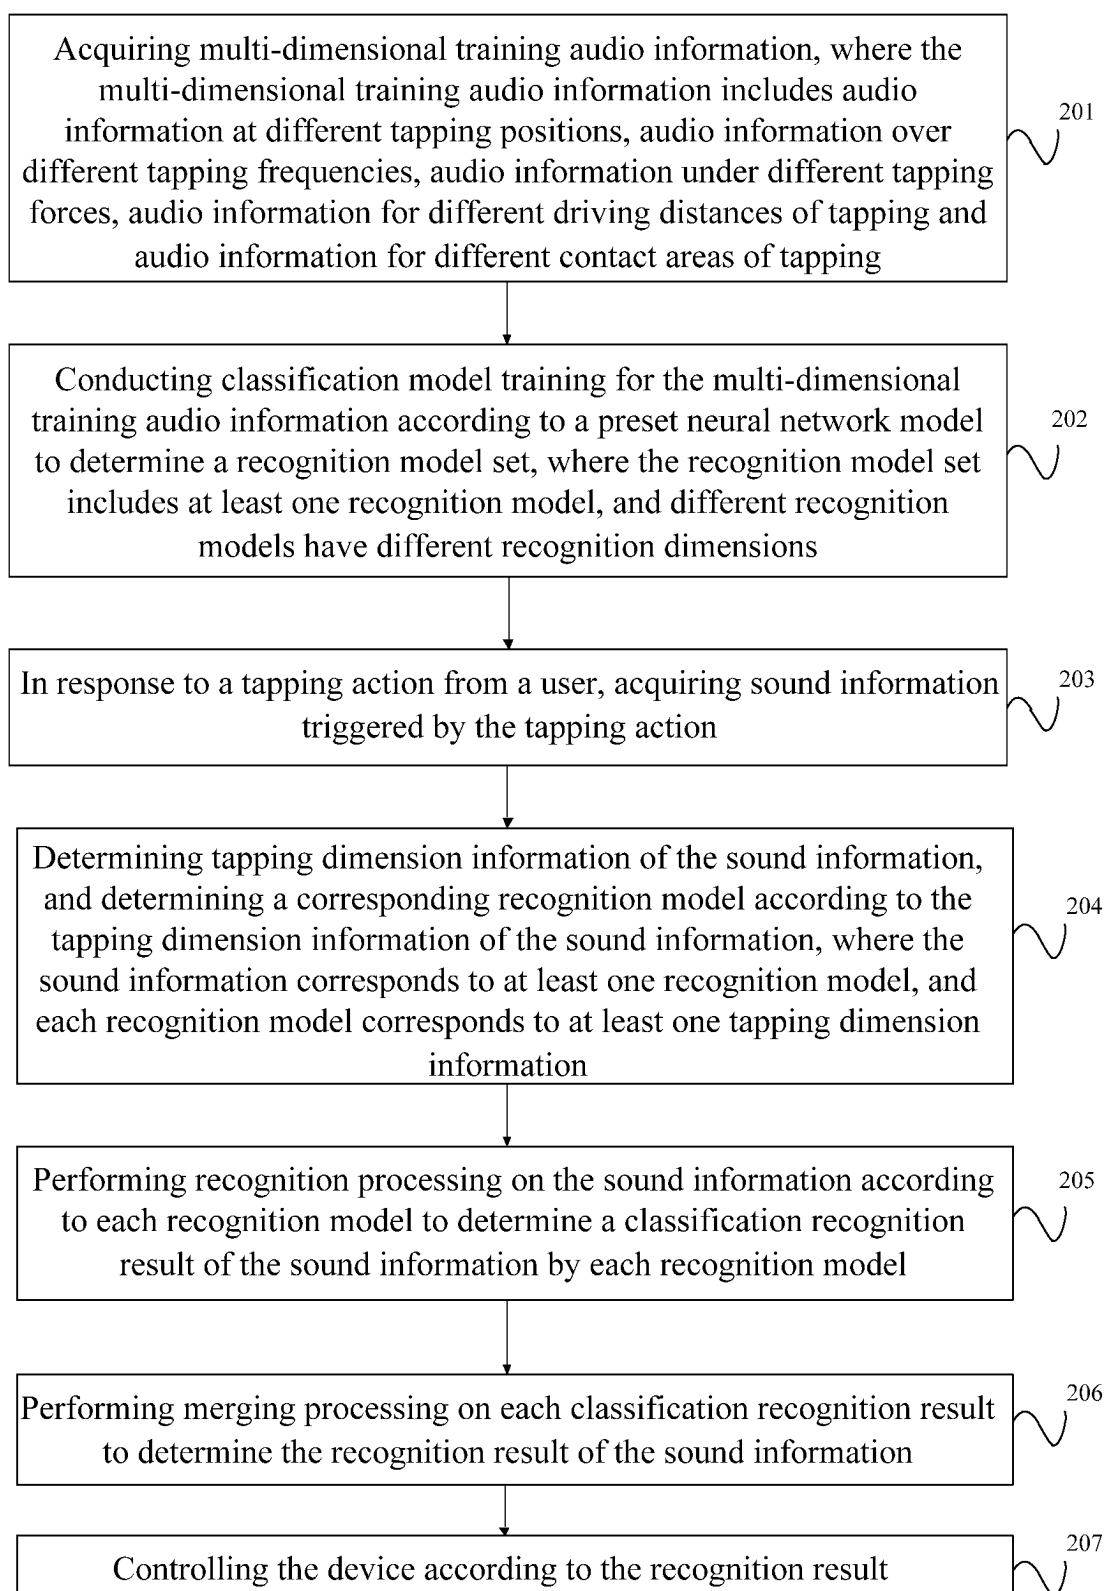 Acquiring multi-dimensional training audio information, where the
multi-dimensional training audio information includes audio
information at different tapping positions, audio information over
different tapping frequencies, audio information under different tapping
forces, audio information for different driving distances of tapping and
audio information for different contact areas of tapping
201
Conducting classification model training for the multi-dimensional
training audio information according to a preset neural network model
to determine a recognition model set, where the recognition model set
includes at least one recognition model, and different recognition
models have different recognition dimensions
202
In response to a tapping action from a user, acquiring sound information
triggered by the tapping action
203
Determining tapping dimension information of the sound information,
and determining a corresponding recognition model according to the
tapping dimension information of the sound information, where the
sound information corresponds to at least one recognition model, and
each recognition model corresponds to at least one tapping dimension
information
204
Performing recognition processing on the sound information according
to each recognition model to determine a classification recognition
result of the sound information by each recognition model
205
Performing merging processing on each classification recognition result
to determine the recognition result of the sound information
206
Controlling the device according to the recognition result
207